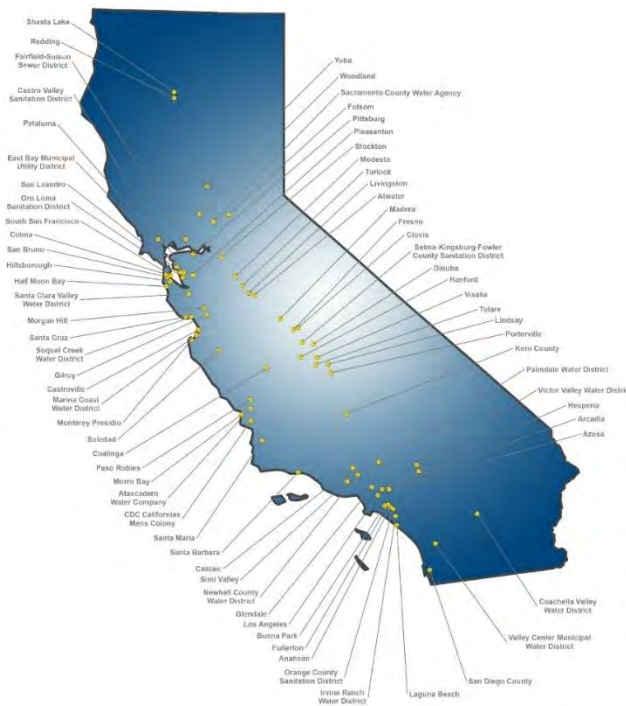 Shasta Lake
Redding
Fairfield-Suisun
Sewer District
Castro Valley
Sanitation District
Petaluma
East Bay Municipal
Utility District
San Leandro
Oro Loma
Sanitation District
South San Francisco
Colma
San Bruno
Hillsborough
Half Moon Bay
Santa Clara Valley
Water District
Morgan Hill
Santa Cruz
Soquel Creek
Water District
Gilroy
Castroville
Marina Coast
Water District
Monterey Presidio
Soledad
Coalinga
Paso Robles
Morro Bay
Atascadero
Water Company
CDC Californias
Mens Colony
Santa Maria
Santa Barbara
Castaic
Simi Valley
Newhall County
Water District
Glendale
Los Angeles
Buena Park
Fullerton
Anaheim
Orange County
Sanitation District
Irvine Ranch
Water District
Laguna Beach
San Diego County
Valley Center Municipal
Water District
Coachella Valley
Water District
Yuba
Woodland
Sacramento County Water Agency
Folsom
Pittsburg
Pleasanton
Stockton
Modesto
Turlock
Livingston
Atwater
Madera
Fresno
Clovis
Selma-Kingsburg-Fowler
County Sanitation District
Dinuba
Hanford
Visalia
Tulare
Lindsay
Porterville
Kern County
Palmdale Water District
Victor Valley Water Distri
Hesperia
Arcadia
Azusa